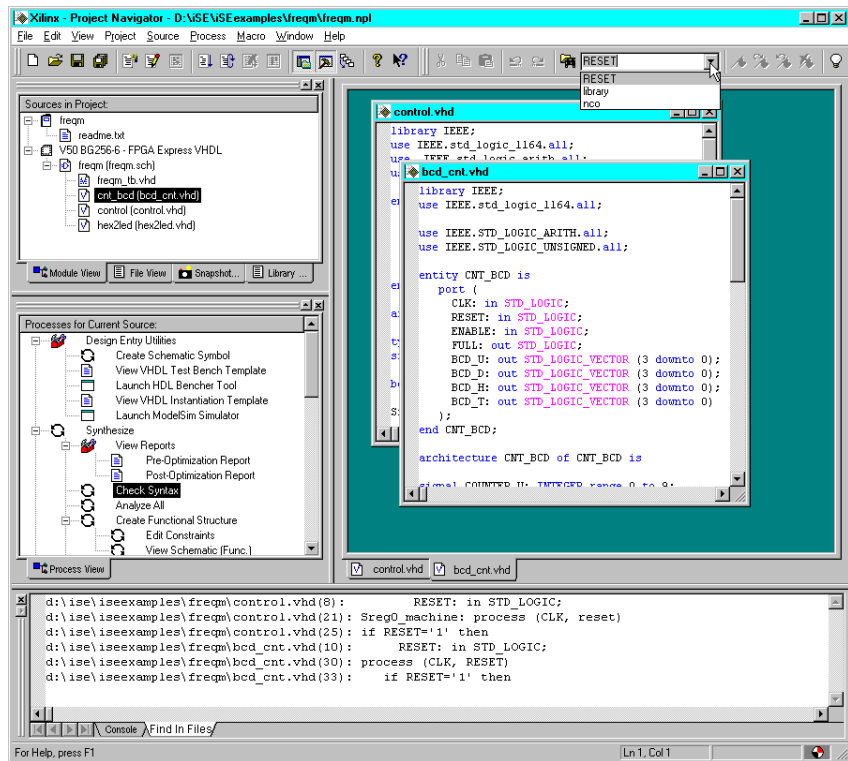 Xilinx - Project Navigator - D:\iSE\iSEexamples\freqm\freqm.npl
File Edit View Project Source Process Macro Window Help
RESET
RESET
library
nco
Sources in Project:
freqm
readme.txt
V50 BG256-6 - FPGA Express VHDL
freqm (freqm.sch)
freqm_tb.vhd
cnt_bcd (bcd_cnt.vhd)
control (control.vhd)
hex2led (hex2led.vhd)
Module View File View Snapshot... Library ...
Processes for Current Source:
Design Entry Utilities
Create Schematic Symbol
View VHDL Test Bench Template
Launch HDL Bencher Tool
View VHDL Instantiation Template
Launch ModelSim Simulator
Synthesize
View Reports
Pre-Optimization Report
Post-Optimization Report
Check Syntax
Analyze All
Create Functional Structure
Edit Constraints
View Schematic (Func.)
Process View
control.vhd
library IEEE;
use IEEE.std_logic_1164.all;
use IEEE.std_logic_arith.all;
bcd_cnt.vhd
library IEEE;
use IEEE.std_logic_1164.all;
use IEEE.STD_LOGIC_ARITH.all;
use IEEE.STD_LOGIC_UNSIGNED.all;
entity CNT_BCD is
port (
CLK: in STD_LOGIC;
RESET: in STD_LOGIC;
ENABLE: in STD_LOGIC;
FULL: out STD_LOGIC;
BCD_U: out STD_LOGIC_VECTOR (3 downto 0);
BCD_D: out STD_LOGIC_VECTOR (3 downto 0);
BCD_H: out STD_LOGIC_VECTOR (3 downto 0);
BCD_T: out STD_LOGIC_VECTOR (3 downto 0)
);
end CNT_BCD;
architecture CNT_BCD of CNT_BCD is
signal COUNTER_U: INTEGER range 0 to 9;
control.vhd bcd_cnt.vhd
d:\ise\iseexamples\freqm\control.vhd(8): RESET: in STD_LOGIC;
d:\ise\iseexamples\freqm\control.vhd(21): Sreg0_machine: process (CLK, reset)
d:\ise\iseexamples\freqm\control.vhd(25): if RESET='1' then
d:\ise\iseexamples\freqm\bcd_cnt.vhd(10): RESET: in STD_LOGIC;
d:\ise\iseexamples\freqm\bcd_cnt.vhd(30): process (CLK, RESET)
d:\ise\iseexamples\freqm\bcd_cnt.vhd(33): if RESET='1' then
Console Find In Files
For Help, press F1
Ln 1, Col 1